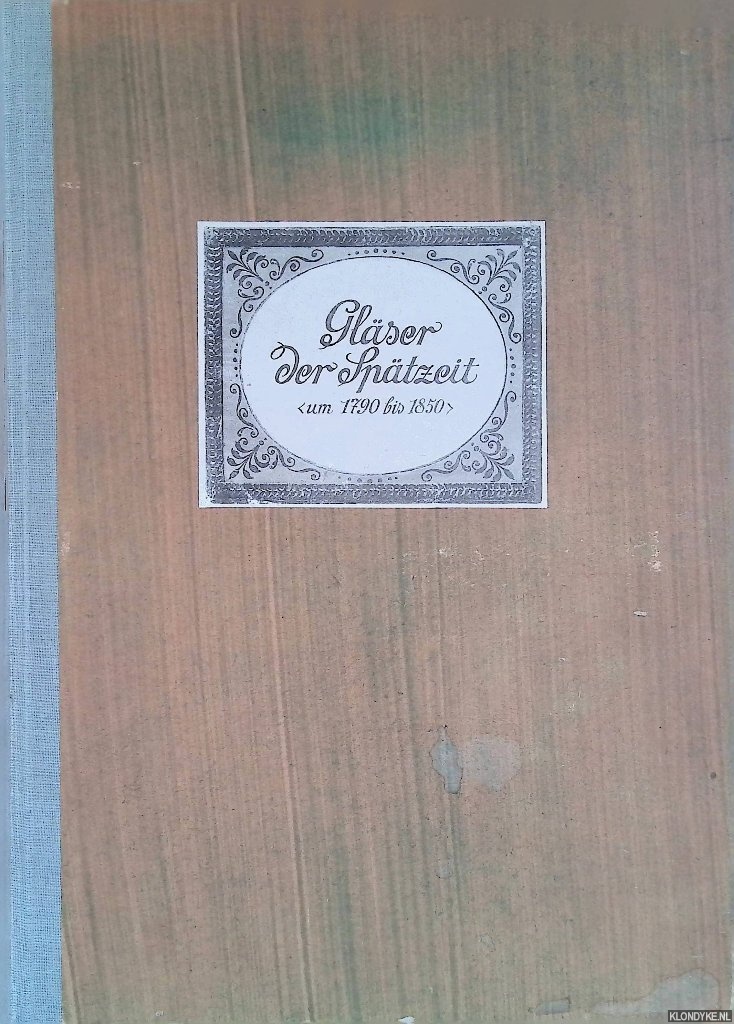 Gläser
der Spätzeit
<um 1790 bis 1850>
KLONDYKE.NL